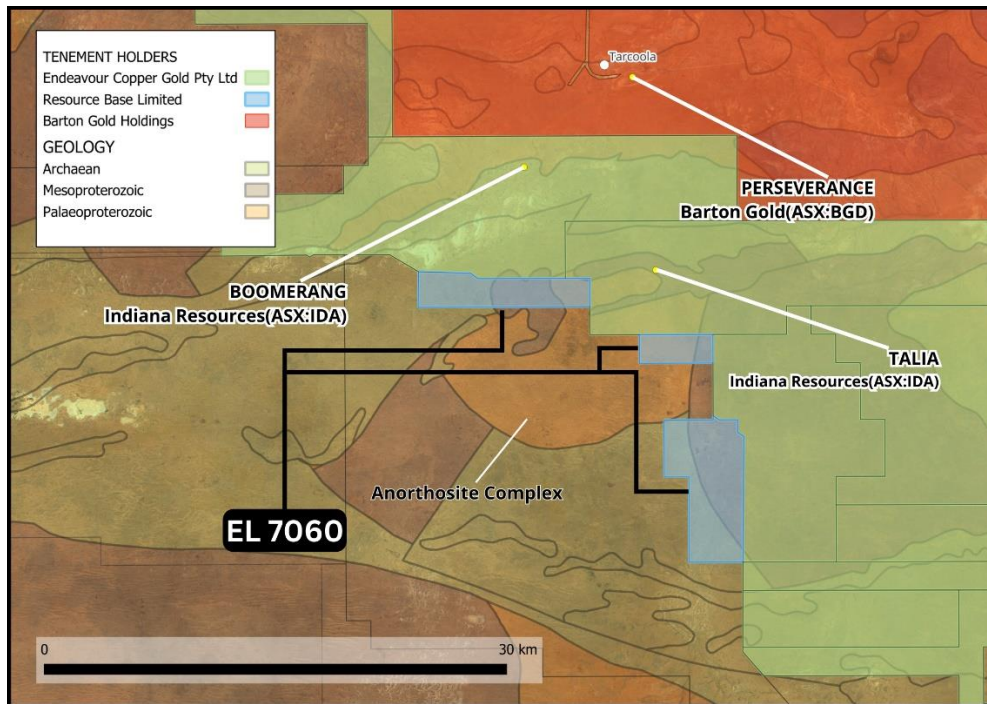 TENEMENT HOLDERS
Endeavour Copper Gold Pty Ltd
Resource Base Limited
Barton Gold Holdings
GEOLOGY
Archaean
Mesoproterozoic
Palaeoproterozoic
Tarcoola
PERSEVERANCE
Barton Gold(ASX:BGD)
BOOMERANG
Indiana Resources(ASX:IDA)
TALIA
Indiana Resources(ASX:IDA)
Anorthosite Complex
EL 7060
0
30 km